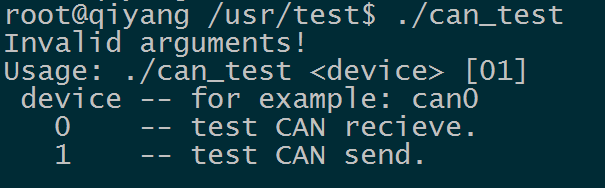 root@qiyang /usr/test$ ./can_test
Invalid arguments!
Usage: ./can_test <device> [01]
 device -- for example: can0
   0    -- test CAN recieve.
   1    -- test CAN send.